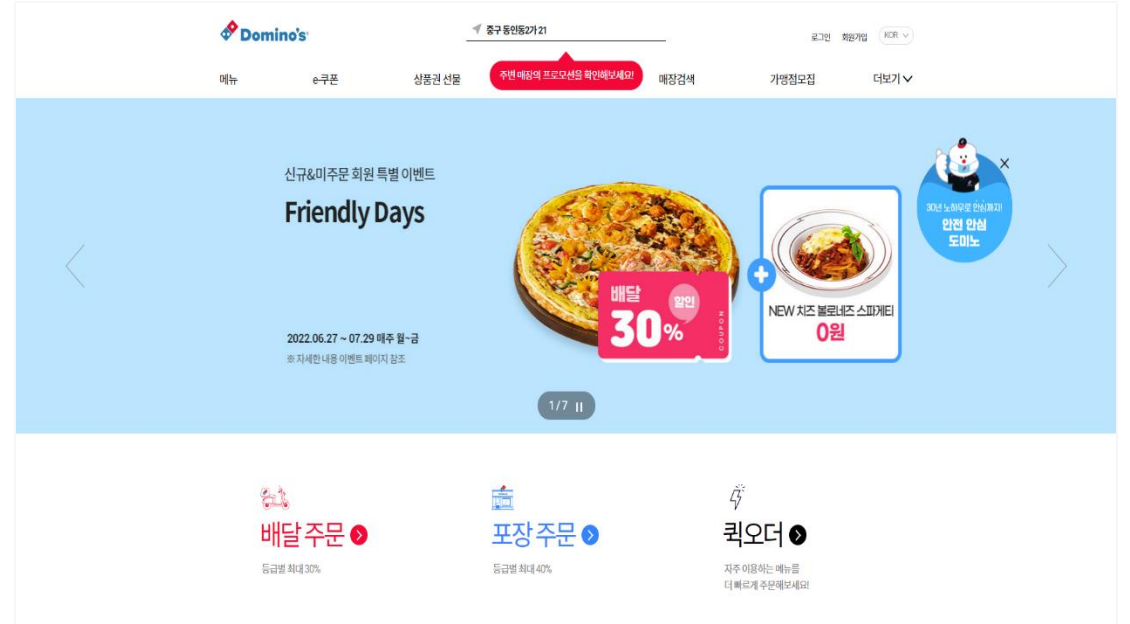 Domino's
중구 동인동2가 21
로그인 회원가입 KOR
주변 매장의 프로모션을 확인해보세요!
메뉴 e-쿠폰 상품권 선물 매장검색 가맹점모집 더보기
신규&미주문 회원 특별 이벤트
Friendly Days
2022.06.27 ~ 07.29 매주 월~금
※ 자세한 내용 이벤트 페이지 참조
배달 할인
30%
COUPON
NEW 치즈 볼로네즈 스파게티
0원
30년 노하우로 안심까지!
안전 안심
도미노
1/7
배달 주문
등급별 최대 30%
포장 주문
등급별 최대 40%
퀵오더
자주 이용하는 메뉴를
더 빠르게 주문해보세요!